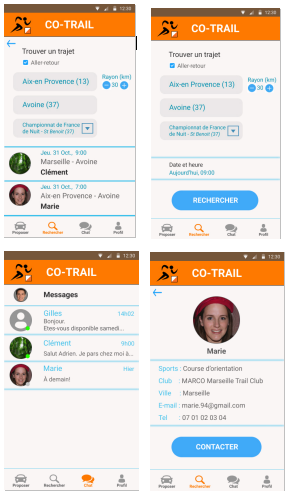 12:30
CO-TRAIL
Trouver un trajet
Aller-retour
Rayon (km)
Aix-en Provence (13)
30
Avoine (37)
Championnat de France
de Nuit - St Benoit (37)
Jeu. 31 Oct., 9:00
Marseille - Avoine
Clément
Jeu. 31 Oct., 7:00
Aix-en Provence - Avoine
Marie
Proposer
Rechercher
Chat
Profil
12:30
CO-TRAIL
Trouver un trajet
Aller-retour
Rayon (km)
Aix-en Provence (13)
30
Avoine (37)
Championnat de France
de Nuit - St Benoit (37)
Date et heure
Aujourd'hui, 09:00
RECHERCHER
Proposer
Rechercher
Chat
Profil
12:30
CO-TRAIL
Messages
Gilles 14h02
Bonjour.
Etes-vous disponible samedi...
Clément 9h00
Salut Adrien. Je pars chez moi à...
Marie Hier
À demain!
Proposer
Rechercher
Chat
Profil
12:30
CO-TRAIL
Marie
Sports : Course d'orientation
Club : MARCO Marseille Trail Club
Ville : Marseille
E-mail : marie.94@gmail.com
Tel : 07 01 02 03 04
CONTACTER
Proposer
Rechercher
Chat
Profil